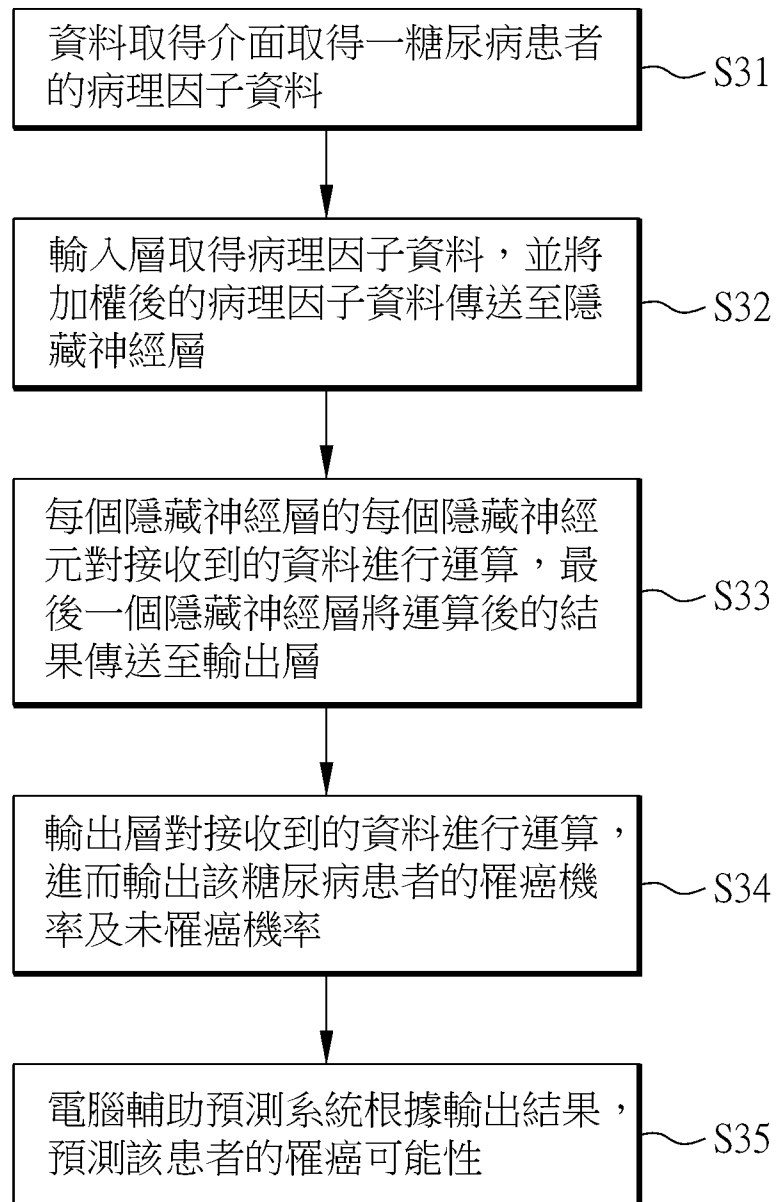 資料取得介面取得一糖尿病患者
的病理因子資料
S31
輸入層取得病理因子資料，並將
加權後的病理因子資料傳送至隱
藏神經層
S32
每個隱藏神經層的每個隱藏神經
元對接收到的資料進行運算，最
後一個隱藏神經層將運算後的結
果傳送至輸出層
S33
輸出層對接收到的資料進行運算，
進而輸出該糖尿病患者的罹癌機
率及未罹癌機率
S34
電腦輔助預測系統根據輸出結果，
預測該患者的罹癌可能性
S35